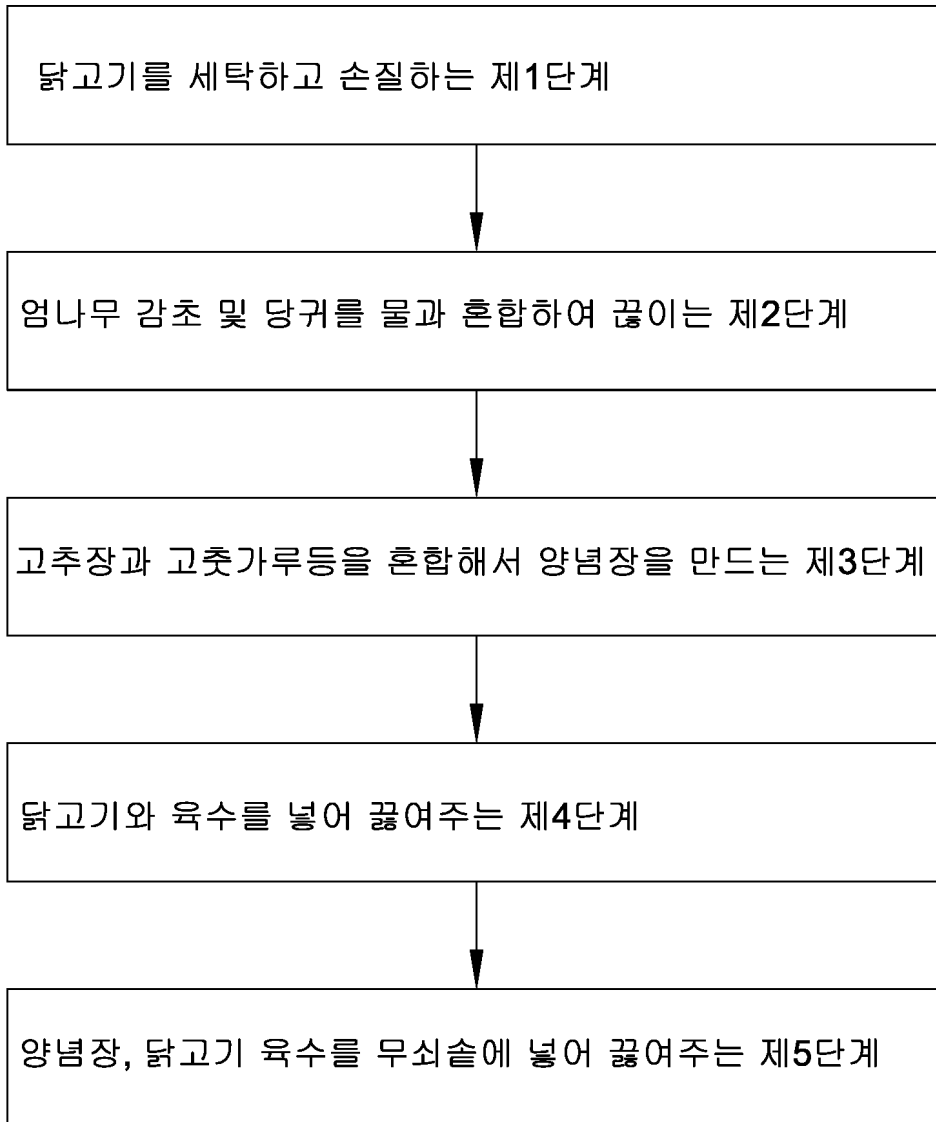 닭고기를 세탁하고 손질하는 제1단계
엄나무 감초 및 당귀를 물과 혼합하여 끊이는 제2단계
고추장과 고춧가루등을 혼합해서 양념장을 만드는 제3단계
닭고기와 육수를 넣어 끓여주는 제4단계
양념장, 닭고기 육수를 무쇠솥에 넣어 끓여주는 제5단계